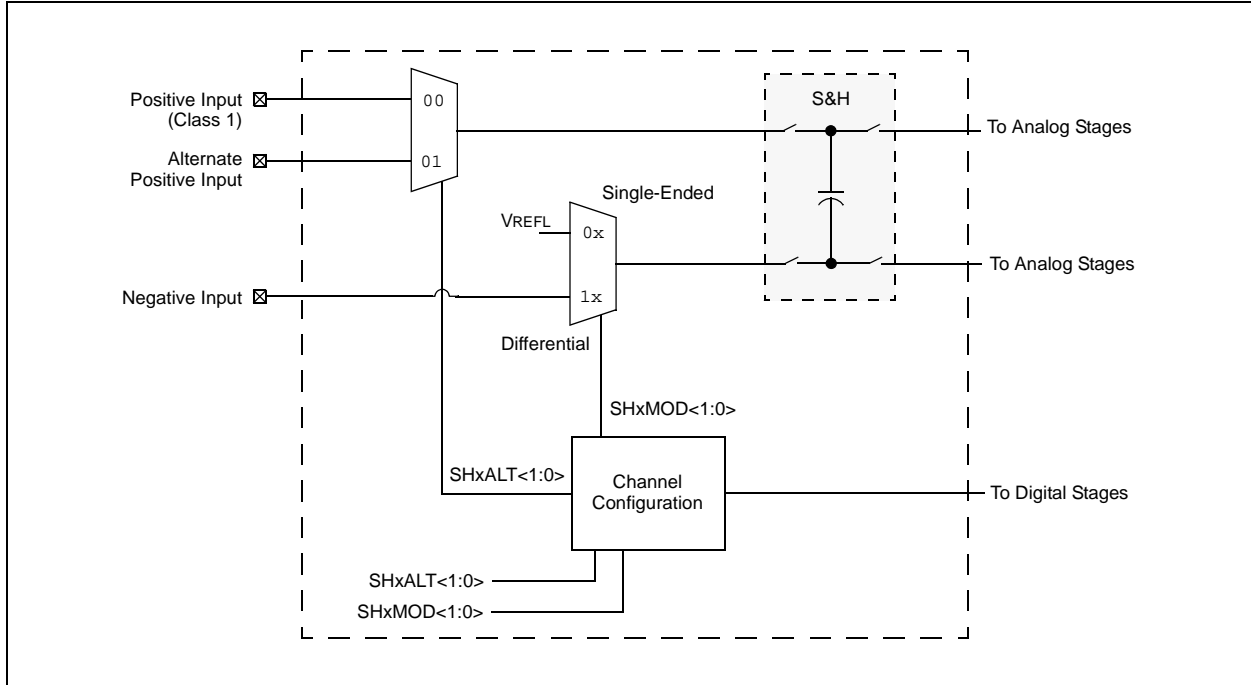 Positive Input
(Class 1)
00
S&H
To Analog Stages
Alternate
Positive Input
01
Single-Ended
VREFL
0x
To Analog Stages
Negative Input
1x
Differential
SHxMOD<1:0>
SHxALT<1:0>
Channel
Configuration
To Digital Stages
SHxALT<1:0>
SHxMOD<1:0>